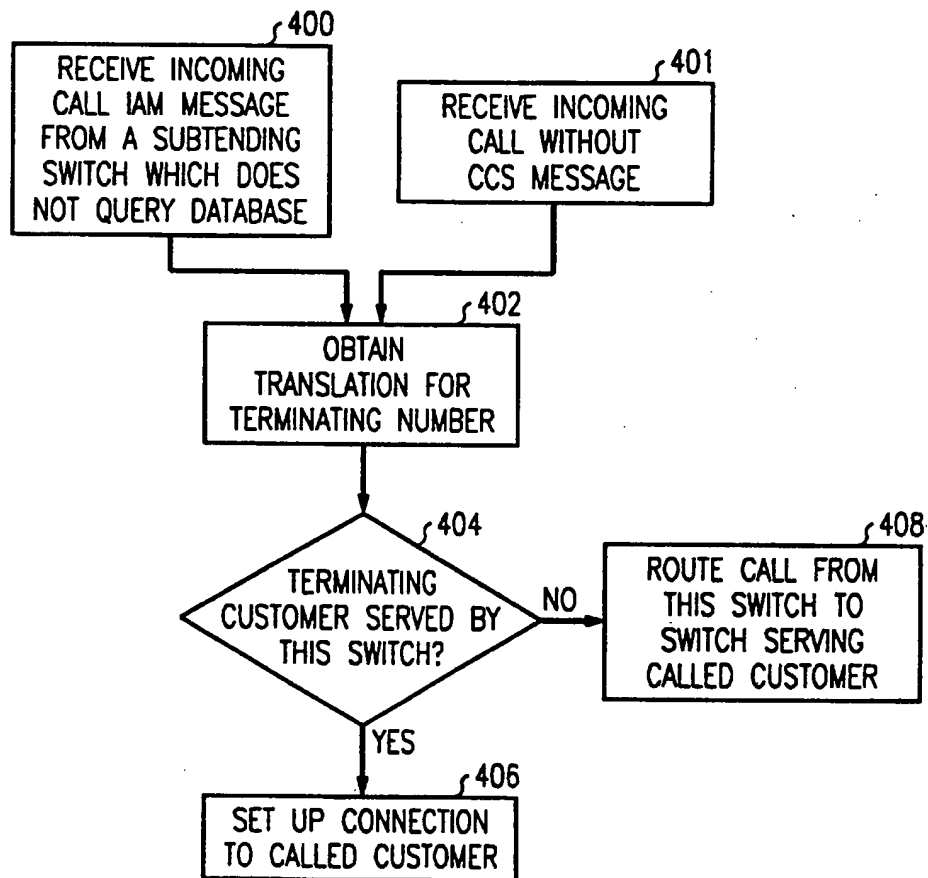 400
RECEIVE INCOMING
CALL IAM MESSAGE
FROM A SUBTENDING
SWITCH WHICH DOES
NOT QUERY DATABASE
401
RECEIVE INCOMING
CALL WITHOUT
CCS MESSAGE
402
OBTAIN
TRANSLATION FOR
TERMINATING NUMBER
404
TERMINATING
CUSTOMER SERVED BY
THIS SWITCH?
NO
408
ROUTE CALL FROM
THIS SWITCH TO
SWITCH SERVING
CALLED CUSTOMER
YES
406
SET UP CONNECTION
TO CALLED CUSTOMER